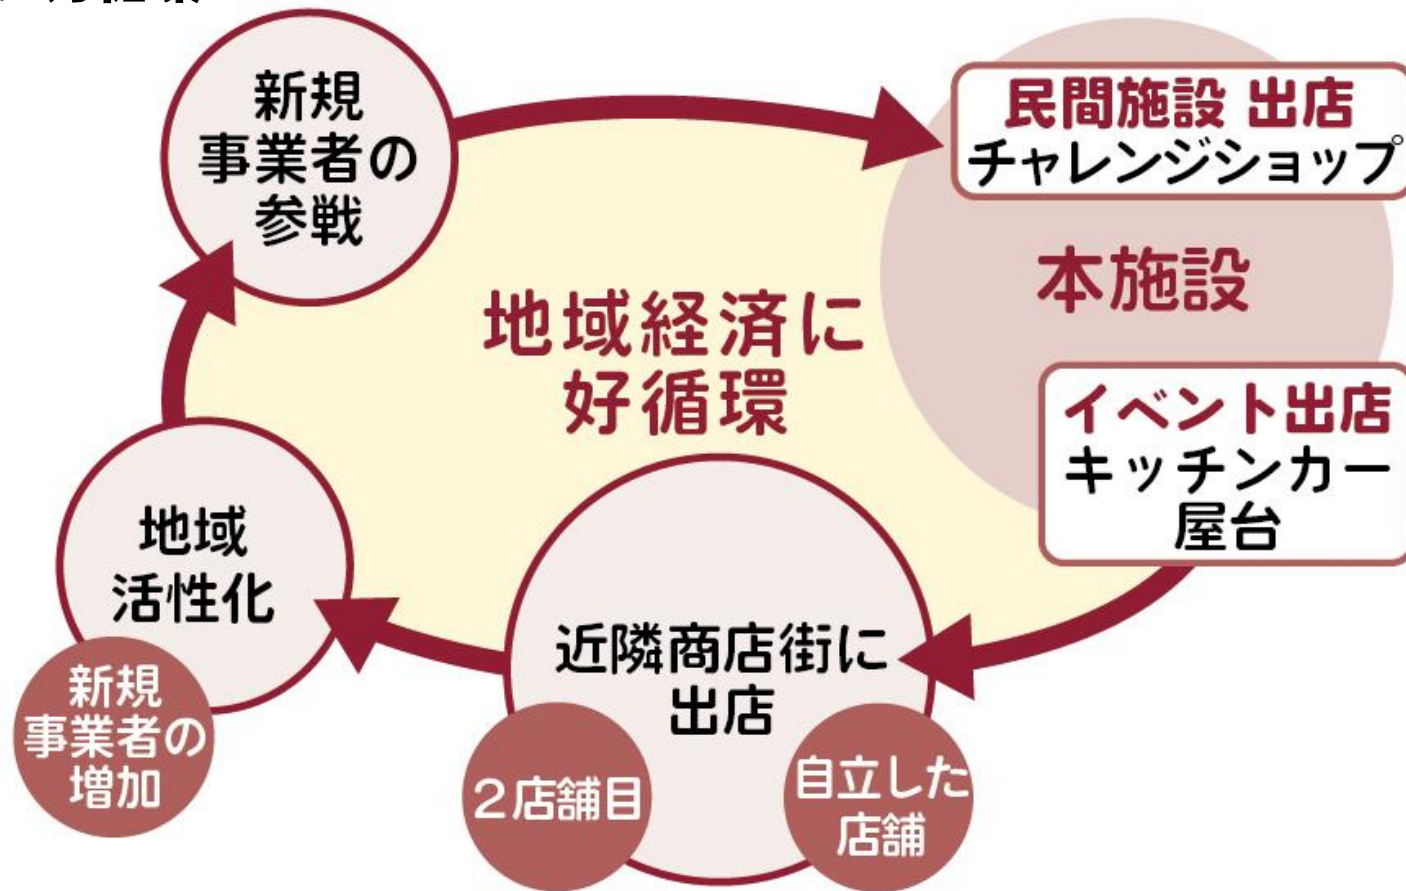 新規
事業者の
参戦
民間施設 出店
チャレンジショップ
本施設
地域経済に
好循環
イベント出店
キッチンカー
屋台
地域
活性化
新規
事業者の
増加
近隣商店街に
出店
2店舗目
自立した
店舗